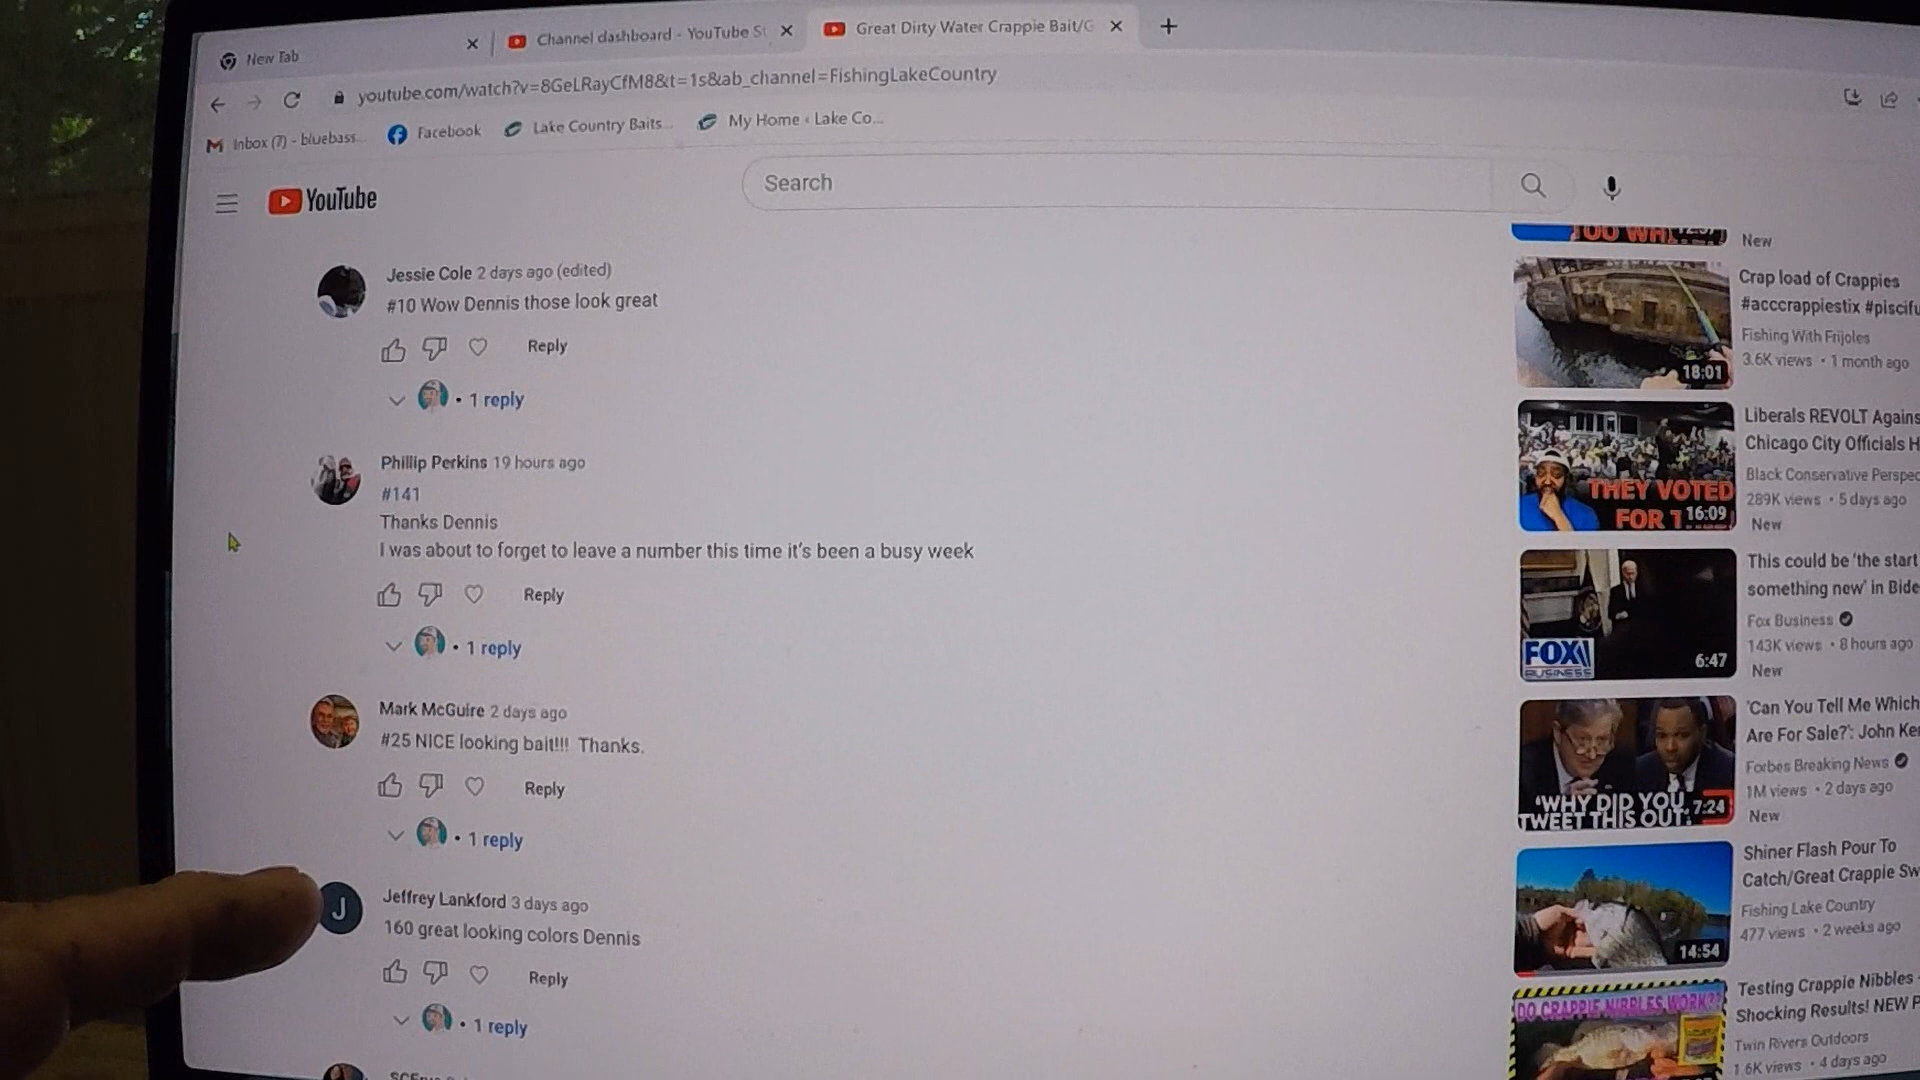 New Tab
Channel dashboard - YouTube St
Great Dirty Water Crappie Bait/G
youtube.com/watch?v=8GeLRayCfM8&t=1s&ab_channel=FishingLakeCountry
Inbox (7) - bluebass...
Facebook
Lake Country Baits...
My Home ‹ Lake Co...
YouTube
Search
Jessie Cole 2 days ago (edited)
#10 Wow Dennis those look great
Reply
1 reply
Phillip Perkins 19 hours ago
#141
Thanks Dennis
I was about to forget to leave a number this time it's been a busy week
Reply
1 reply
Mark McGuire 2 days ago
#25 NICE looking bait!!! Thanks.
Reply
1 reply
J
Jeffrey Lankford 3 days ago
160 great looking colors Dennis
Reply
1 reply
TOO
New
18:01
Crap load of Crappies
#acccrappiestix #piscifu
Fishing With Frijoles
3.6K views • 1 month ago
THEY VOTED
FOR T
16:09
Liberals REVOLT Agains
Chicago City Officials H
Black Conservative Perspec
289K views • 5 days ago
New
FOX
BUSINESS
6:47
This could be 'the start
something new' in Bide
Fox Business
143K views • 8 hours ago
New
'WHY DID YOU
TWEET THIS OUT
7:24
'Can You Tell Me Which
Are For Sale?': John Ke
Forbes Breaking News
1M views • 2 days ago
New
14:54
Shiner Flash Pour To
Catch/Great Crappie Sw
Fishing Lake Country
477 views • 2 weeks ago
DO CRAPPIE NIBBLES WORK??
Testing Crappie Nibbles -
Shocking Results! NEW P
Twin Rivers Outdoors
1.6K views • 4 days ago